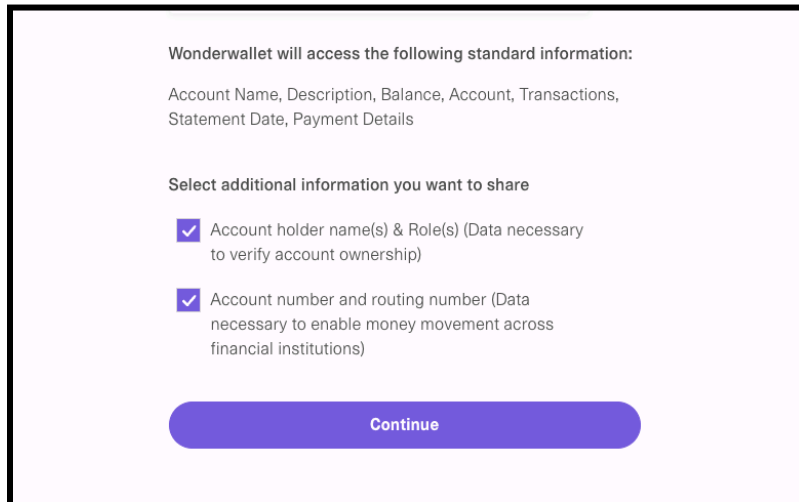 Wonderwallet will access the following standard information:
Account Name, Description, Balance, Account, Transactions,
Statement Date, Payment Details
Select additional information you want to share
Account holder name(s) & Role(s) (Data necessary
to verify account ownership)
Account number and routing number (Data
necessary to enable money movement across
financial institutions)
Continue